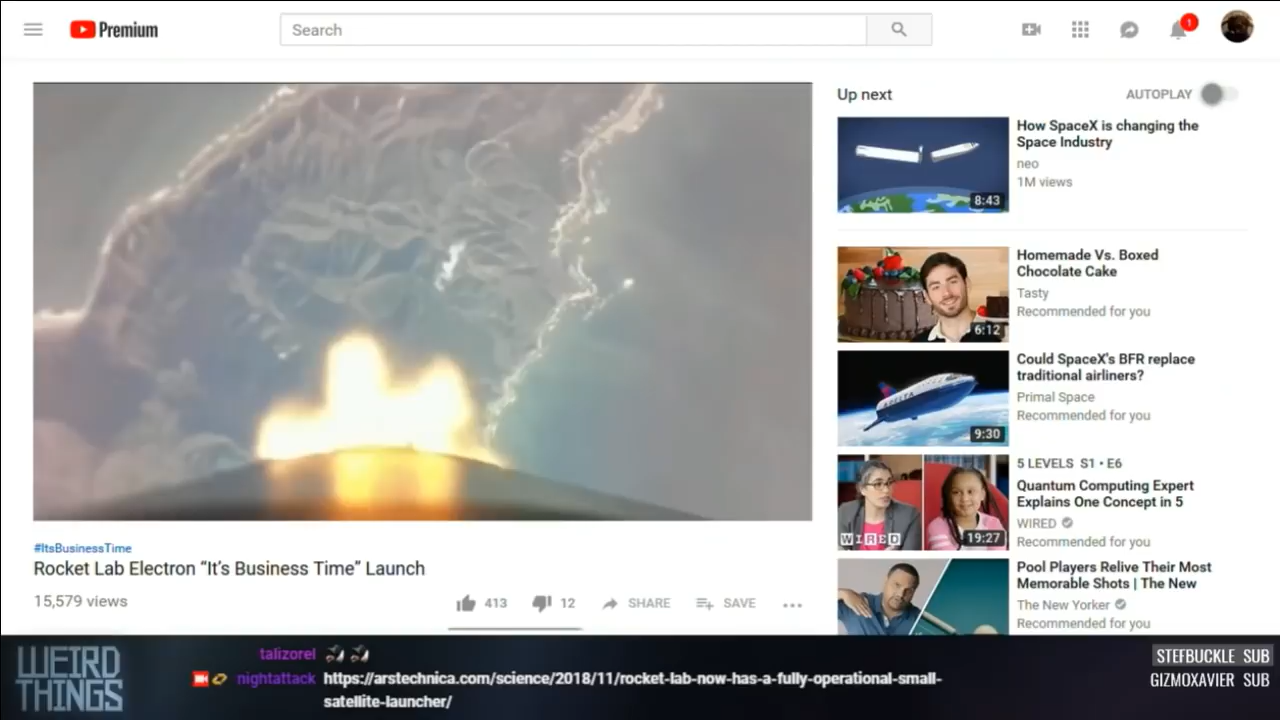 Premium
Search
1
Up next
AUTOPLAY
How SpaceX is changing the
Space Industry
neo
1M views
8:43
Homemade Vs. Boxed
Chocolate Cake
Tasty
Recommended for you
6:12
Could SpaceX's BFR replace
traditional airliners?
Primal Space
Recommended for you
DELTA
9:30
5 LEVELS S1 • E6
Quantum Computing Expert
Explains One Concept in 5
WIRED
Recommended for you
WIRED
19:27
Pool Players Relive Their Most
Memorable Shots | The New
The New Yorker
Recommended for you
#ItsBusinessTime
Rocket Lab Electron “It’s Business Time” Launch
15,579 views
413
12
SHARE
SAVE
WEIRD
THINGS
talizorel
nightattack https://arstechnica.com/science/2018/11/rocket-lab-now-has-a-fully-operational-small-
satellite-launcher/
STEFBUCKLE SUB
GIZMOXAVIER SUB